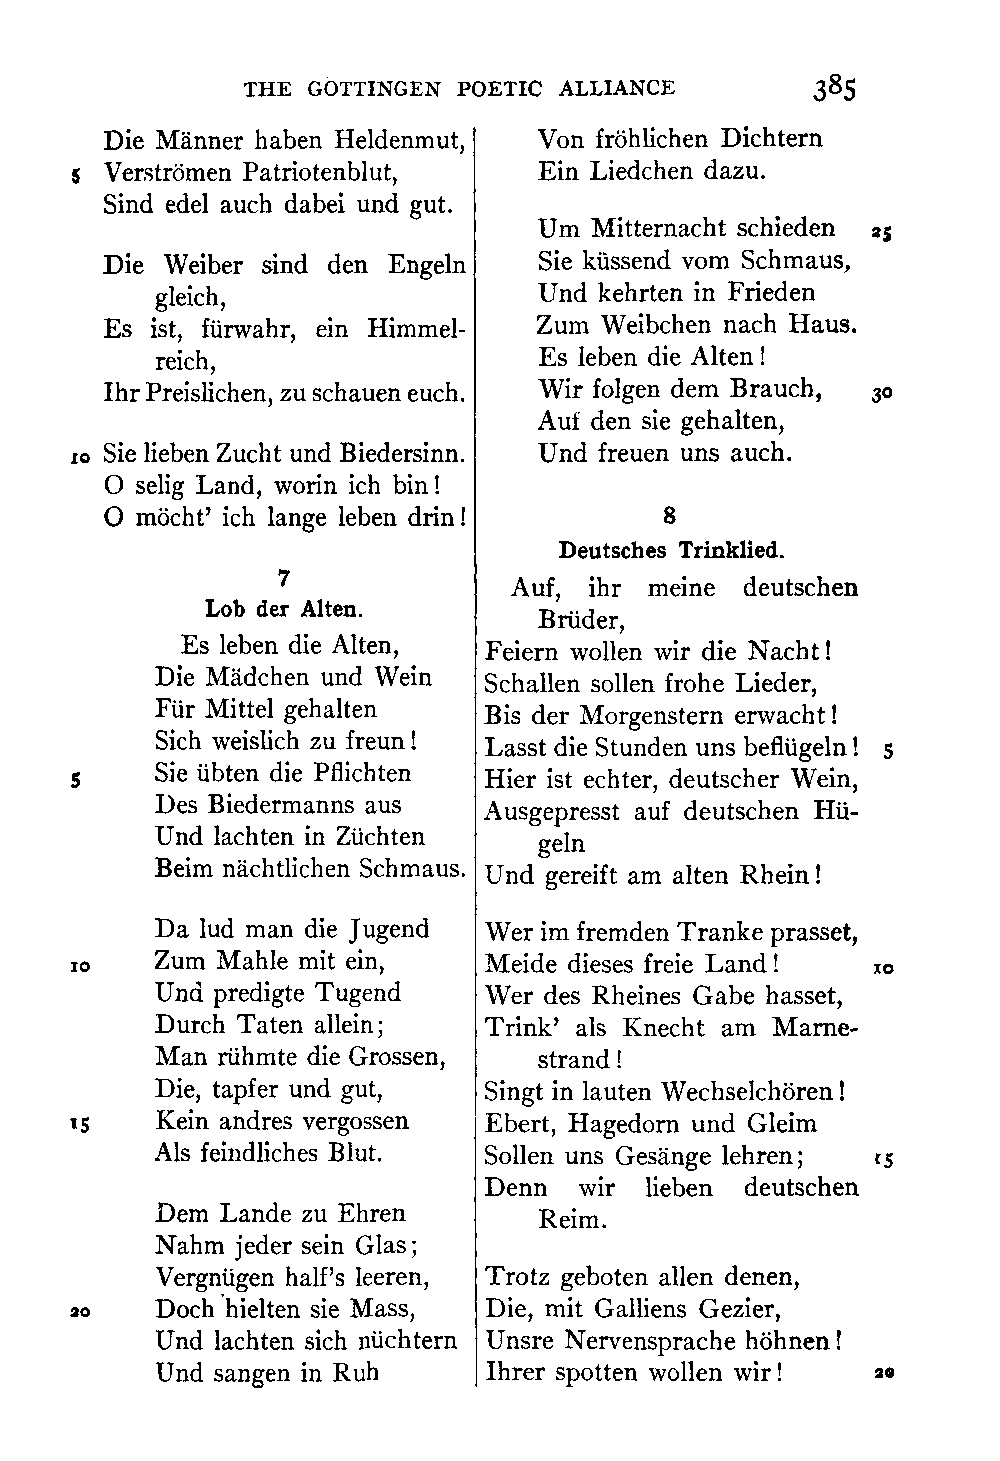 THE GÖTTINGEN POETIC ALLIANCE 385
Die Männer haben Heldenmut,
5 Verströmen Patriotenblut,
Sind edel auch dabei und gut.
Die Weiber sind den Engeln
gleich,
Es ist, fürwahr, ein Himmel-
reich,
Ihr Preislichen, zu schauen euch.
10 Sie lieben Zucht und Biedersinn.
O selig Land, worin ich bin!
O möcht' ich lange leben drin!
7
Lob der Alten.
Es leben die Alten,
Die Mädchen und Wein
Für Mittel gehalten
Sich weislich zu freun!
5 Sie übten die Pflichten
Des Biedermanns aus
Und lachten in Züchten
Beim nächtlichen Schmaus.
Da lud man die Jugend
10 Zum Mahle mit ein,
Und predigte Tugend
Durch Taten allein;
Man rühmte die Grossen,
Die, tapfer und gut,
15 Kein andres vergossen
Als feindliches Blut.
Dem Lande zu Ehren
Nahm jeder sein Glas;
Vergnügen half's leeren,
20 Doch hielten sie Mass,
Und lachten sich nüchtern
Und sangen in Ruh
Von fröhlichen Dichtern
Ein Liedchen dazu.
Um Mitternacht schieden 25
Sie küssend vom Schmaus,
Und kehrten in Frieden
Zum Weibchen nach Haus.
Es leben die Alten!
Wir folgen dem Brauch, 30
Auf den sie gehalten,
Und freuen uns auch.
8
Deutsches Trinklied.
Auf, ihr meine deutschen
Brüder,
Feiern wollen wir die Nacht!
Schallen sollen frohe Lieder,
Bis der Morgenstern erwacht!
Lasst die Stunden uns beflügeln! 5
Hier ist echter, deutscher Wein,
Ausgepresst auf deutschen Hü-
geln
Und gereift am alten Rhein!
Wer im fremden Tranke prasset,
Meide dieses freie Land! 10
Wer des Rheines Gabe hasset,
Trink' als Knecht am Marne-
strand!
Singt in lauten Wechselchören!
Ebert, Hagedorn und Gleim
Sollen uns Gesänge lehren; 15
Denn wir lieben deutschen
Reim.
Trotz geboten allen denen,
Die, mit Galliens Gezier,
Unsre Nervensprache höhnen!
Ihrer spotten wollen wir! 20